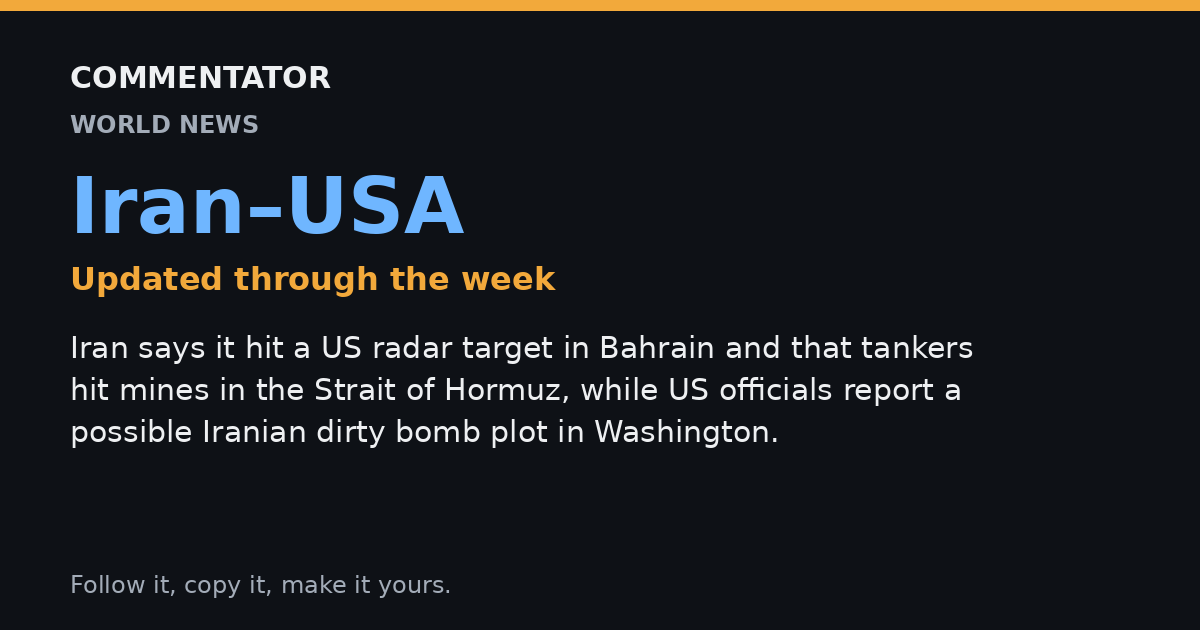 COMMENTATOR
WORLD NEWS
Iran–USA
Updated through the week
Iran says it hit a US radar target in Bahrain and that tankers
hit mines in the Strait of Hormuz, while US officials report a
possible Iranian dirty bomb plot in Washington.
Follow it, copy it, make it yours.